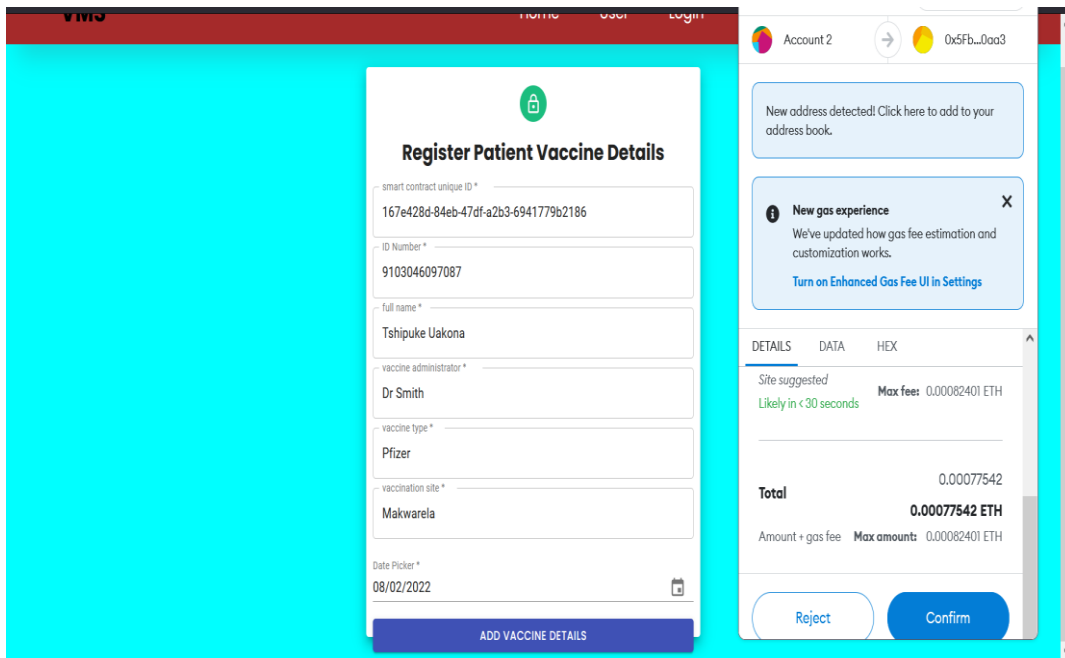 VMS
Home User Login
Register Patient Vaccine Details
smart contract unique ID *
167e428d-84eb-47df-a2b3-6941779b2186
ID Number *
9103046097087
full name *
Tshipuke Uakona
vaccine administrator *
Dr Smith
vaccine type *
Pfizer
vaccination site *
Makwarela
Date Picker *
08/02/2022
ADD VACCINE DETAILS
Account 2 0x5Fb...0aa3
New address detected! Click here to add to your
address book.
New gas experience X
We've updated how gas fee estimation and
customization works.
Turn on Enhanced Gas Fee UI in Settings
DETAILS DATA HEX
Site suggested
Likely in < 30 seconds
Max fee: 0.00082401 ETH
0.00077542
Total
0.00077542 ETH
Amount + gas fee Max amount: 0.00082401 ETH
Reject Confirm